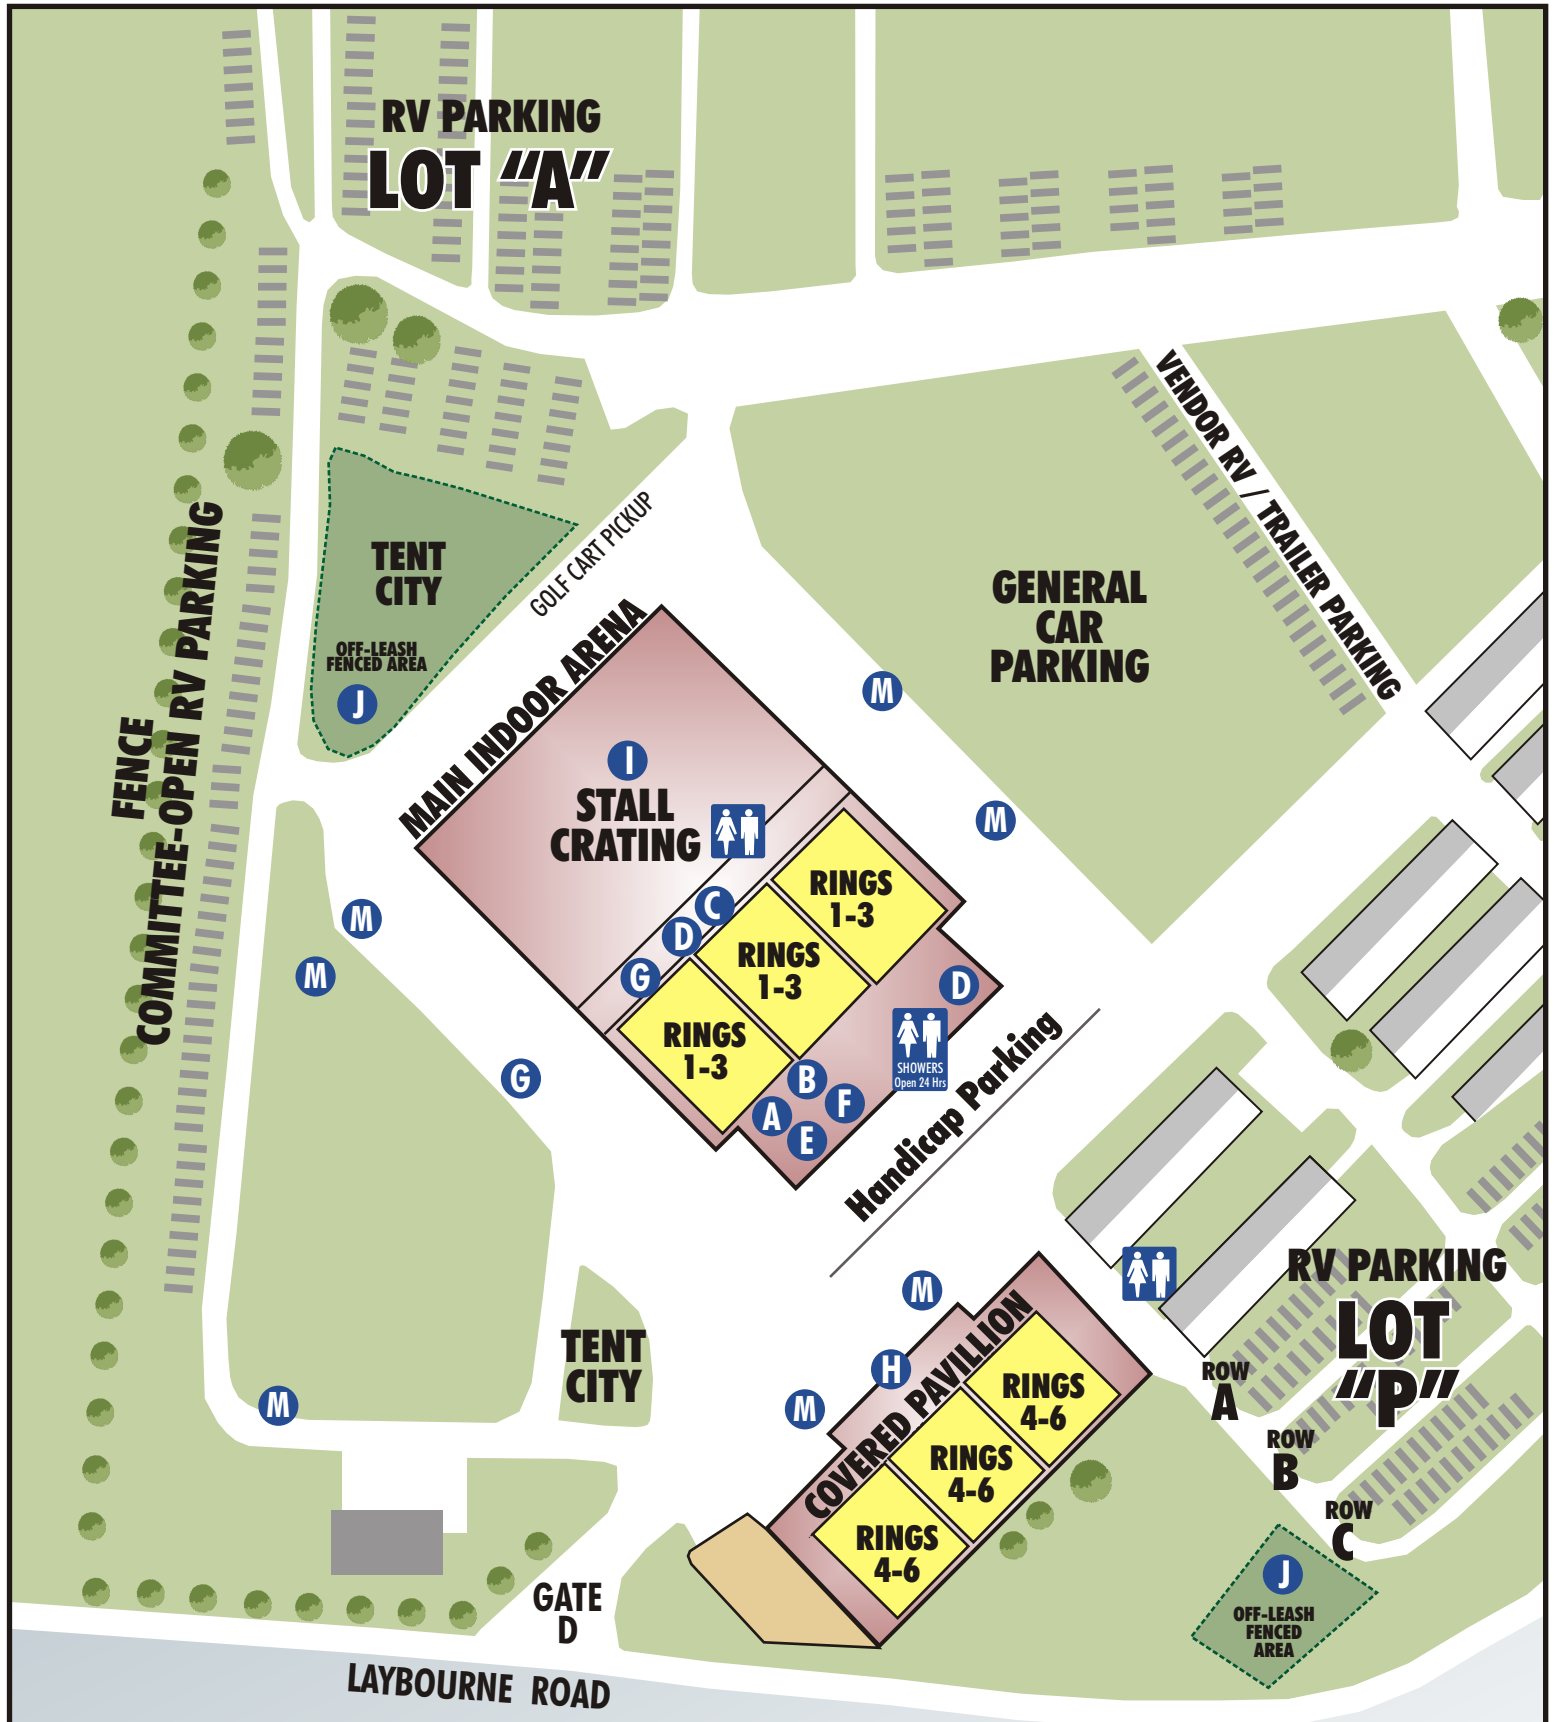 RV PARKING
LOT "A"
VENDOR RV / TRAILER PARKING
GOLF CART PICKUP
TENT
CITY
OFF-LEASH
FENCED AREA
J
FENCE
COMMITTEE-OPEN RV PARKING
GENERAL
CAR
PARKING
MAIN INDOOR ARENA
M
I
STALL
CRATING
M
RINGS
1-3
C
D
G
RINGS
1-3
RINGS
1-3
D
SHOWERS
Open 24 Hrs
M
M
G
B
A
F
E
Handicap Parking
RV PARKING
LOT
"P"
M
H
M
COVERED PAVILLION
RINGS
4-6
RINGS
4-6
RINGS
4-6
TENT
CITY
M
ROW
A
ROW
B
ROW
C
J
OFF-LEASH
FENCED
AREA
GATE
D
LAYBOURNE ROAD